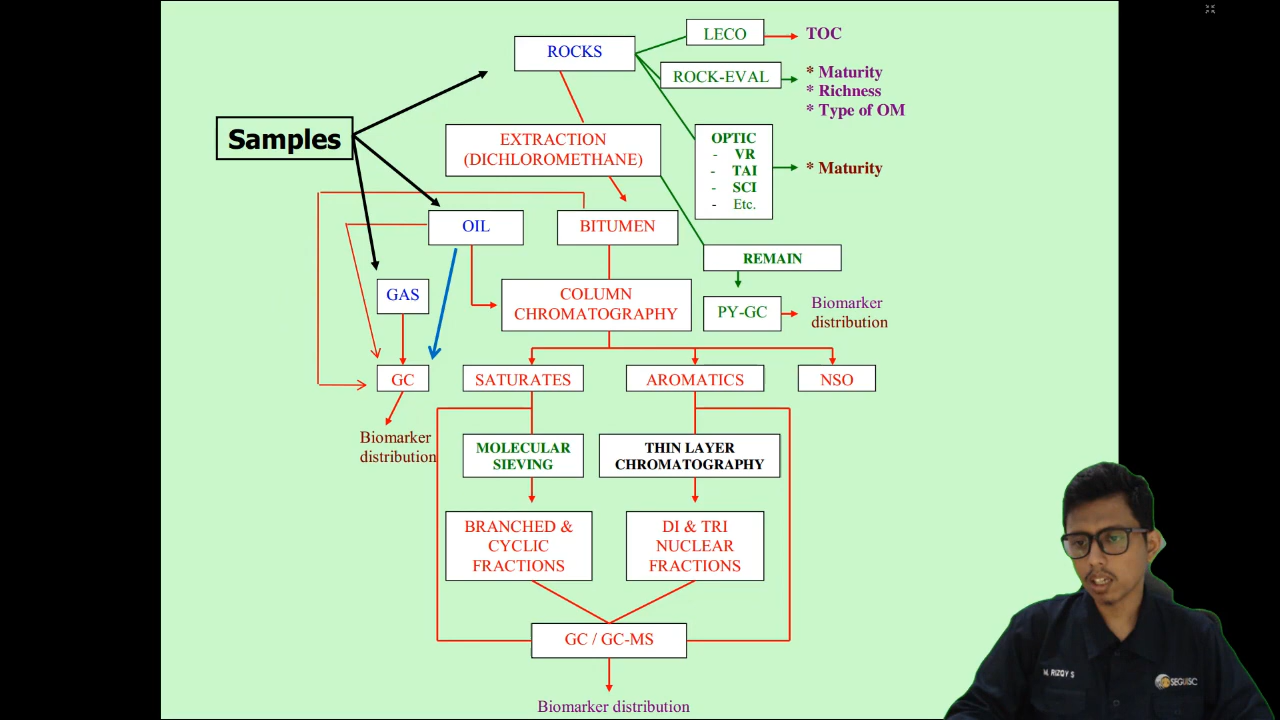 LECO
TOC
ROCKS
ROCK-EVAL
* Maturity
* Richness
* Type of OM
Samples
EXTRACTION
(DICHLOROMETHANE)
OPTIC
- VR
- TAI
- SCI
- Etc.
* Maturity
OIL
BITUMEN
REMAIN
GAS
COLUMN
CHROMATOGRAPHY
PY-GC
Biomarker
distribution
GC
SATURATES
AROMATICS
NSO
Biomarker
distribution
MOLECULAR
SIEVING
THIN LAYER
CHROMATOGRAPHY
BRANCHED &
CYCLIC
FRACTIONS
DI & TRI
NUCLEAR
FRACTIONS
GC / GC-MS
Biomarker distribution
M. RIZQY S
SEGUISC